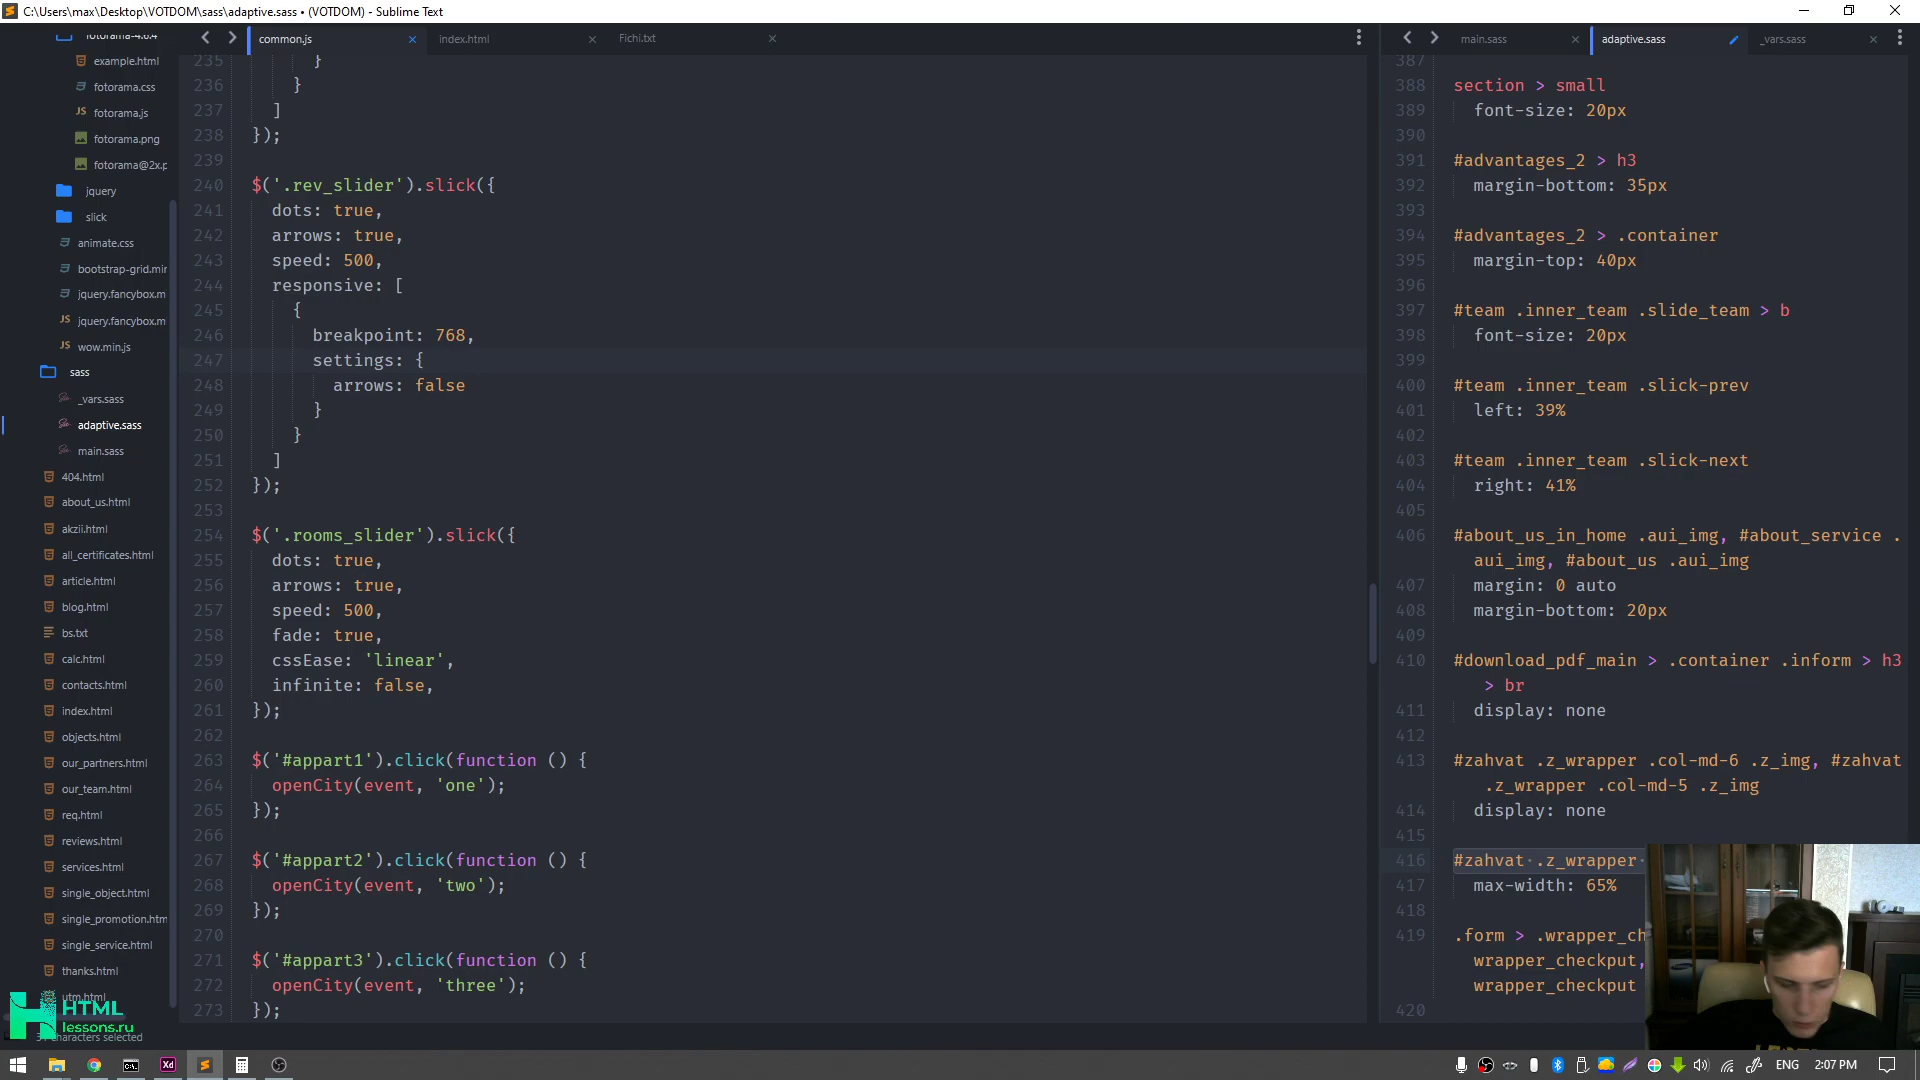 C:\Users\max\Desktop\VOTDOM\sass\adaptive.sass • (VOTDOM) - Sublime Text
example.html
fotorama.css
JS fotorama.js
fotorama.png
fotorama@2x.p
jquery
slick
animate.css
bootstrap-grid.mir
jquery.fancybox.m
JS jquery.fancybox.m
JS wow.min.js
sass
_vars.sass
adaptive.sass
main.sass
404.html
about_us.html
akzii.html
all_certificates.html
article.html
blog.html
bs.txt
calc.html
contacts.html
index.html
objects.html
our_partners.html
our_team.html
req.html
reviews.html
services.html
single_object.html
single_promotion.htm
single_service.html
thanks.html
utm.html
HTML
lessons.ru
characters selected
common.js
index.html
Fichi.txt
235 }
236 }
237 ]
238 });
239
240 $('.rev_slider').slick({
241 dots: true,
242 arrows: true,
243 speed: 500,
244 responsive: [
245 {
246 breakpoint: 768,
247 settings: {
248 arrows: false
249 }
250 }
251 ]
252 });
253
254 $('.rooms_slider').slick({
255 dots: true,
256 arrows: true,
257 speed: 500,
258 fade: true,
259 cssEase: 'linear',
260 infinite: false,
261 });
262
263 $('#appart1').click(function () {
264 openCity(event, 'one');
265 });
266
267 $('#appart2').click(function () {
268 openCity(event, 'two');
269 });
270
271 $('#appart3').click(function () {
272 openCity(event, 'three');
273 });
main.sass
adaptive.sass
_vars.sass
387
388 section > small
389 font-size: 20px
390
391 #advantages_2 > h3
392 margin-bottom: 35px
393
394 #advantages_2 > .container
395 margin-top: 40px
396
397 #team .inner_team .slide_team > b
398 font-size: 20px
399
400 #team .inner_team .slick-prev
401 left: 39%
402
403 #team .inner_team .slick-next
404 right: 41%
405
406 #about_us_in_home .aui_img, #about_service .
aui_img, #about_us .aui_img
407 margin: 0 auto
408 margin-bottom: 20px
409
410 #download_pdf_main > .container .inform > h3
> br
411 display: none
412
413 #zahvat .z_wrapper .col-md-6 .z_img, #zahvat
.z_wrapper .col-md-5 .z_img
414 display: none
415
416 #zahvat .z_wrapper
417 max-width: 65%
418
419 .form > .wrapper_ch
wrapper_checkput,
wrapper_checkput
420
Xd
ENG
2:07 PM